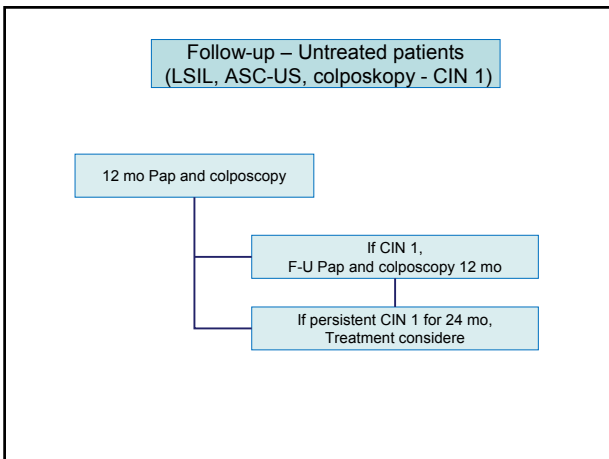 Follow-up – Untreated patients
(LSIL, ASC-US, colposkopy - CIN 1)
12 mo Pap and colposcopy
If CIN 1,
F-U Pap and colposcopy 12 mo
If persistent CIN 1 for 24 mo,
Treatment considere